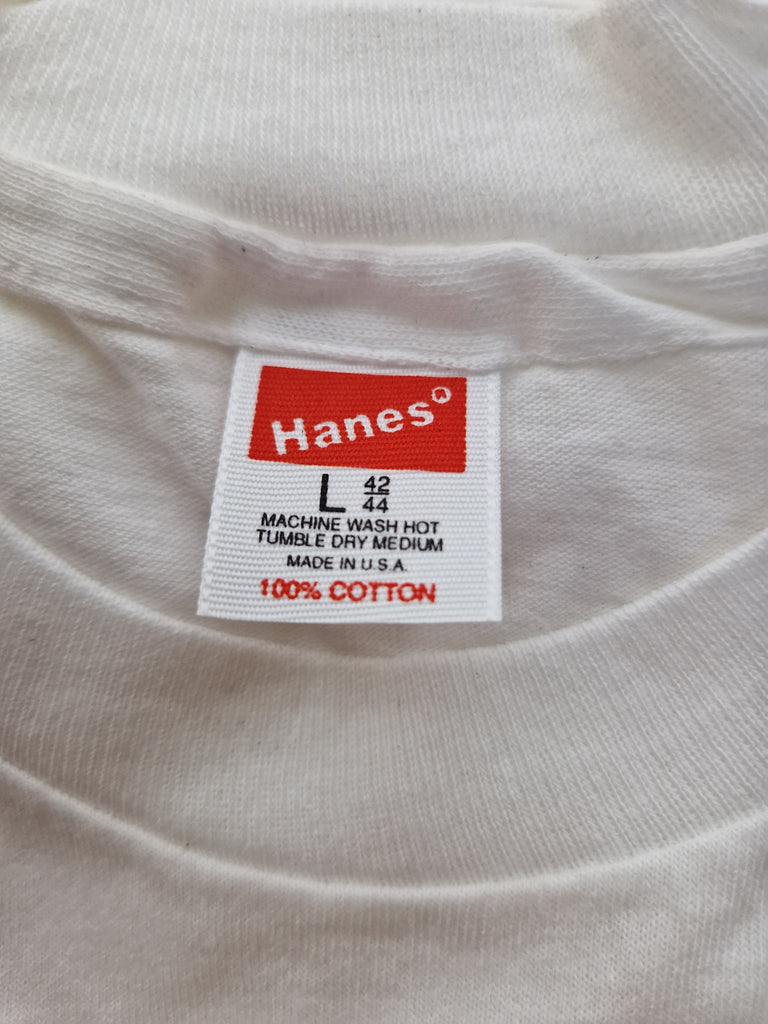 Hanes®
L 42/44
MACHINE WASH HOT
TUMBLE DRY MEDIUM
MADE IN U.S.A.
100% COTTON